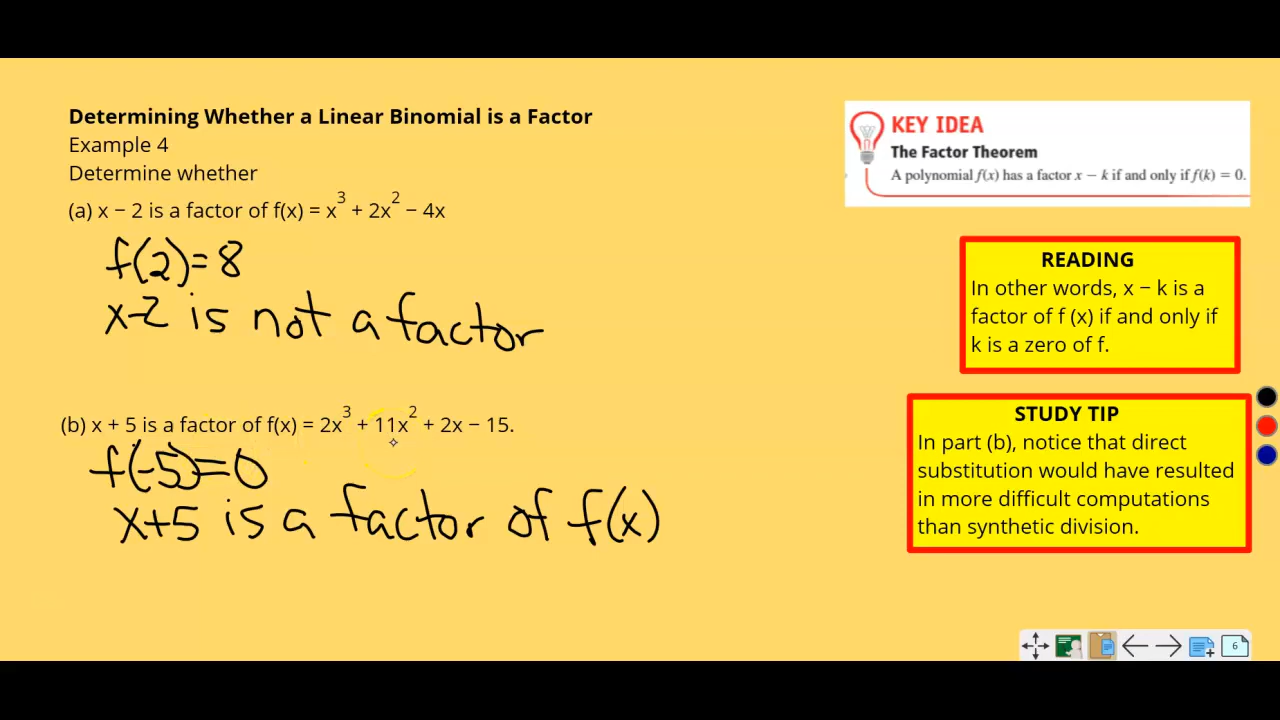 Determining Whether a Linear Binomial is a Factor
Example 4
Determine whether
(a) x − 2 is a factor of f(x) = x³ + 2x² − 4x
f(2)=8
x-2 is not a factor
(b) x + 5 is a factor of f(x) = 2x³ + 11x² + 2x − 15.
f(-5)=0
x+5 is a factor of f(x)
KEY IDEA
The Factor Theorem
A polynomial f(x) has a factor x − k if and only if f(k) = 0.
READING
In other words, x − k is a
factor of f (x) if and only if
k is a zero of f.
STUDY TIP
In part (b), notice that direct
substitution would have resulted
in more difficult computations
than synthetic division.
6